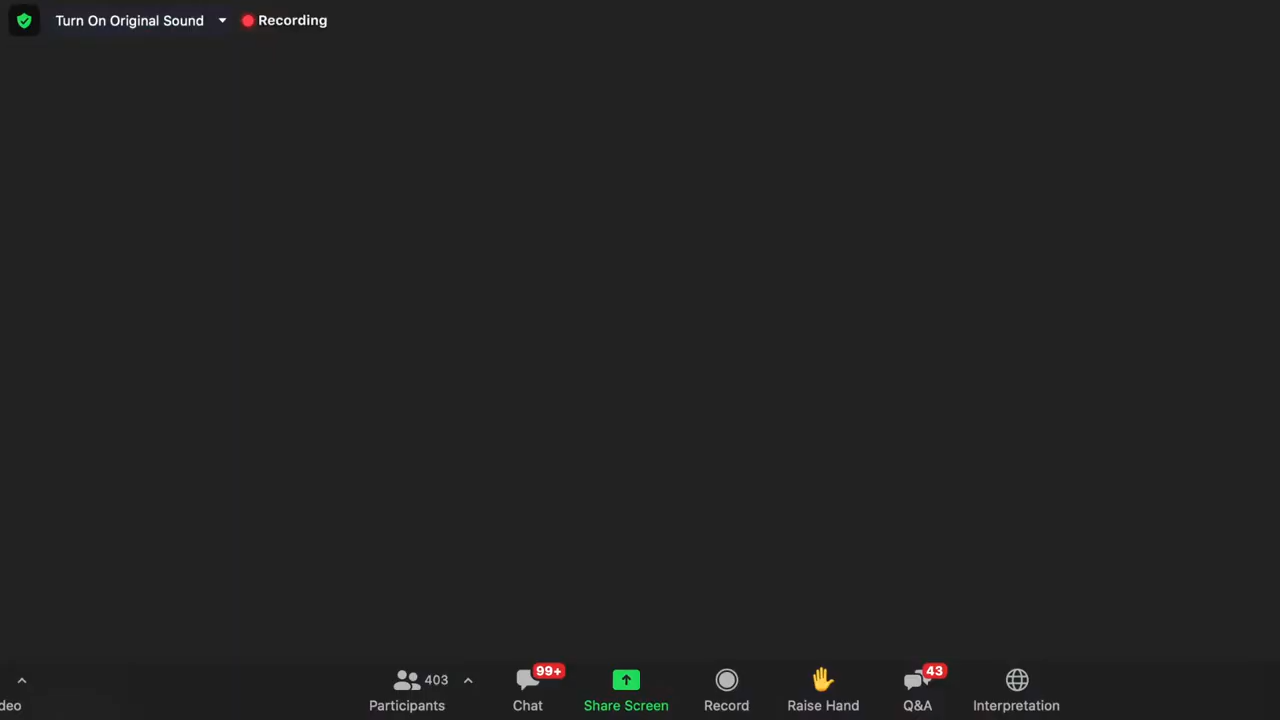 Turn On Original Sound
Recording
403
99+
43
deo
Participants
Chat
Share Screen
Record
Raise Hand
Q&A
Interpretation